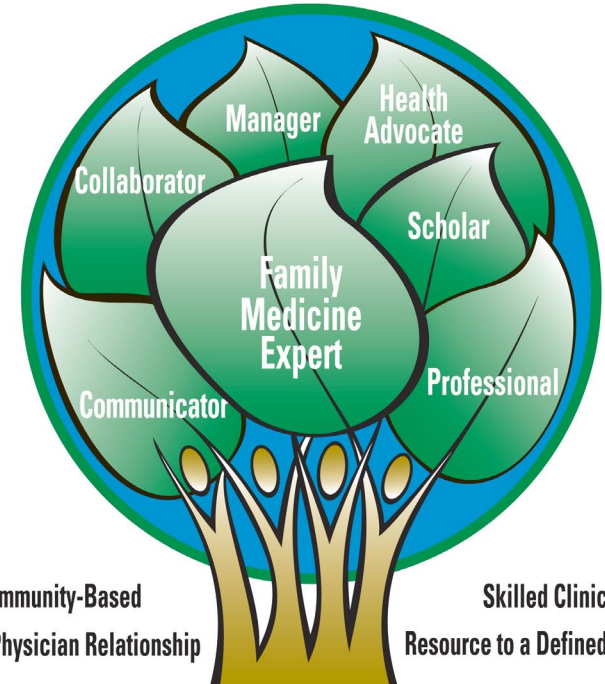 Manager
Health
Advocate
Collaborator
Scholar
Family
Medicine
Expert
Communicator
Professional
mmunity-Based
Skilled Clinic
hysician Relationship
Resource to a Defined